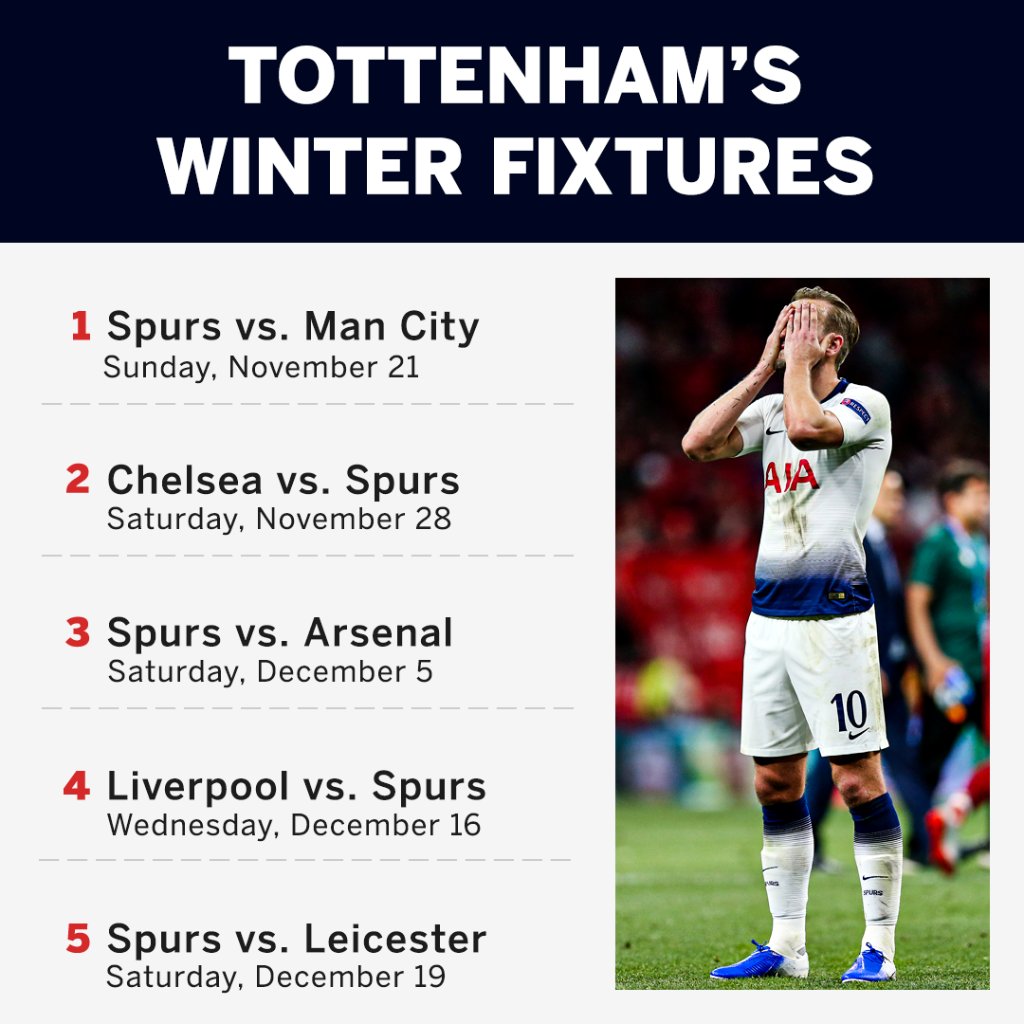 TOTTENHAM'S
WINTER FIXTURES
1 Spurs vs. Man City
Sunday, November 21
2 Chelsea vs. Spurs
Saturday, November 28
3 Spurs vs. Arsenal
Saturday, December 5
4 Liverpool vs. Spurs
Wednesday, December 16
5 Spurs vs. Leicester
Saturday, December 19
RESPECT
AIA
10
SPURS